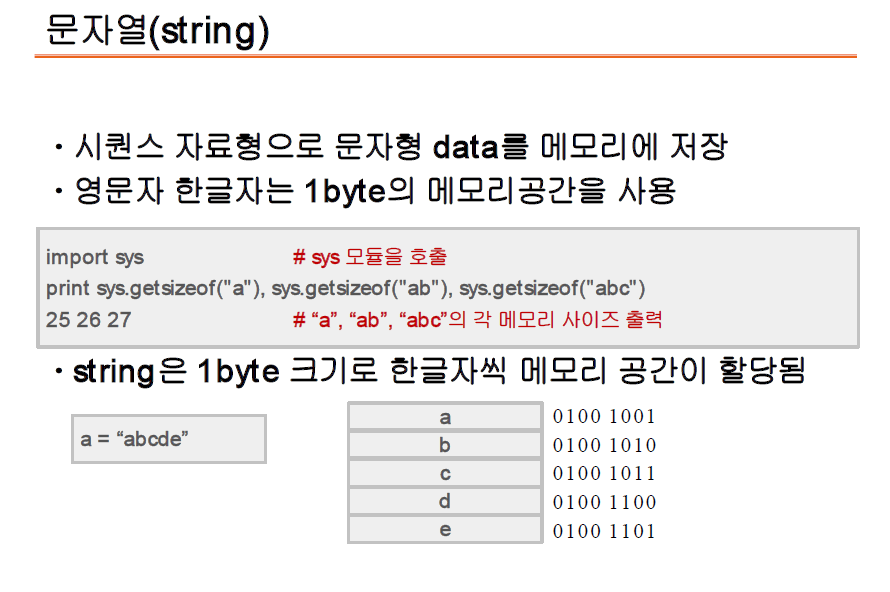 문자열(string)
· 시퀀스 자료형으로 문자형 data를 메모리에 저장
· 영문자 한글자는 1byte의 메모리공간을 사용
import sys # sys 모듈을 호출
print sys.getsizeof("a"), sys.getsizeof("ab"), sys.getsizeof("abc")
25 26 27 # “a”, “ab”, “abc”의 각 메모리 사이즈 출력
· string은 1byte 크기로 한글자씩 메모리 공간이 할당됨
a = “abcde”
a 0100 1001
b 0100 1010
c 0100 1011
d 0100 1100
e 0100 1101